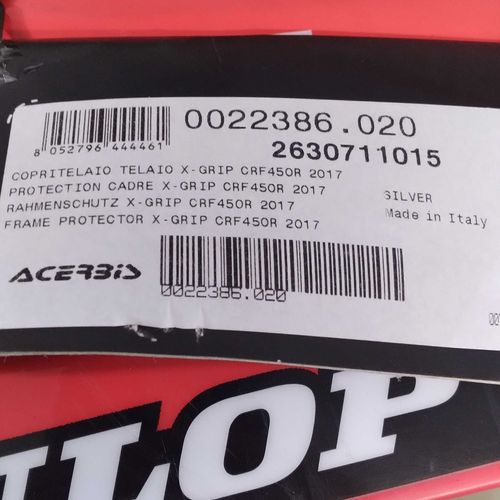 0022386.020
2630711015
8 052796 444461
COPRITELAIO TELAIO X-GRIP CRF450R 2017
PROTECTION CADRE X-GRIP CRF450R 2017
RAHMENSCHUTZ X-GRIP CRF450R 2017
FRAME PROTECTOR X-GRIP CRF450R 2017
SILVER
Made in Italy
ACERBIS
0022386.020
LOP